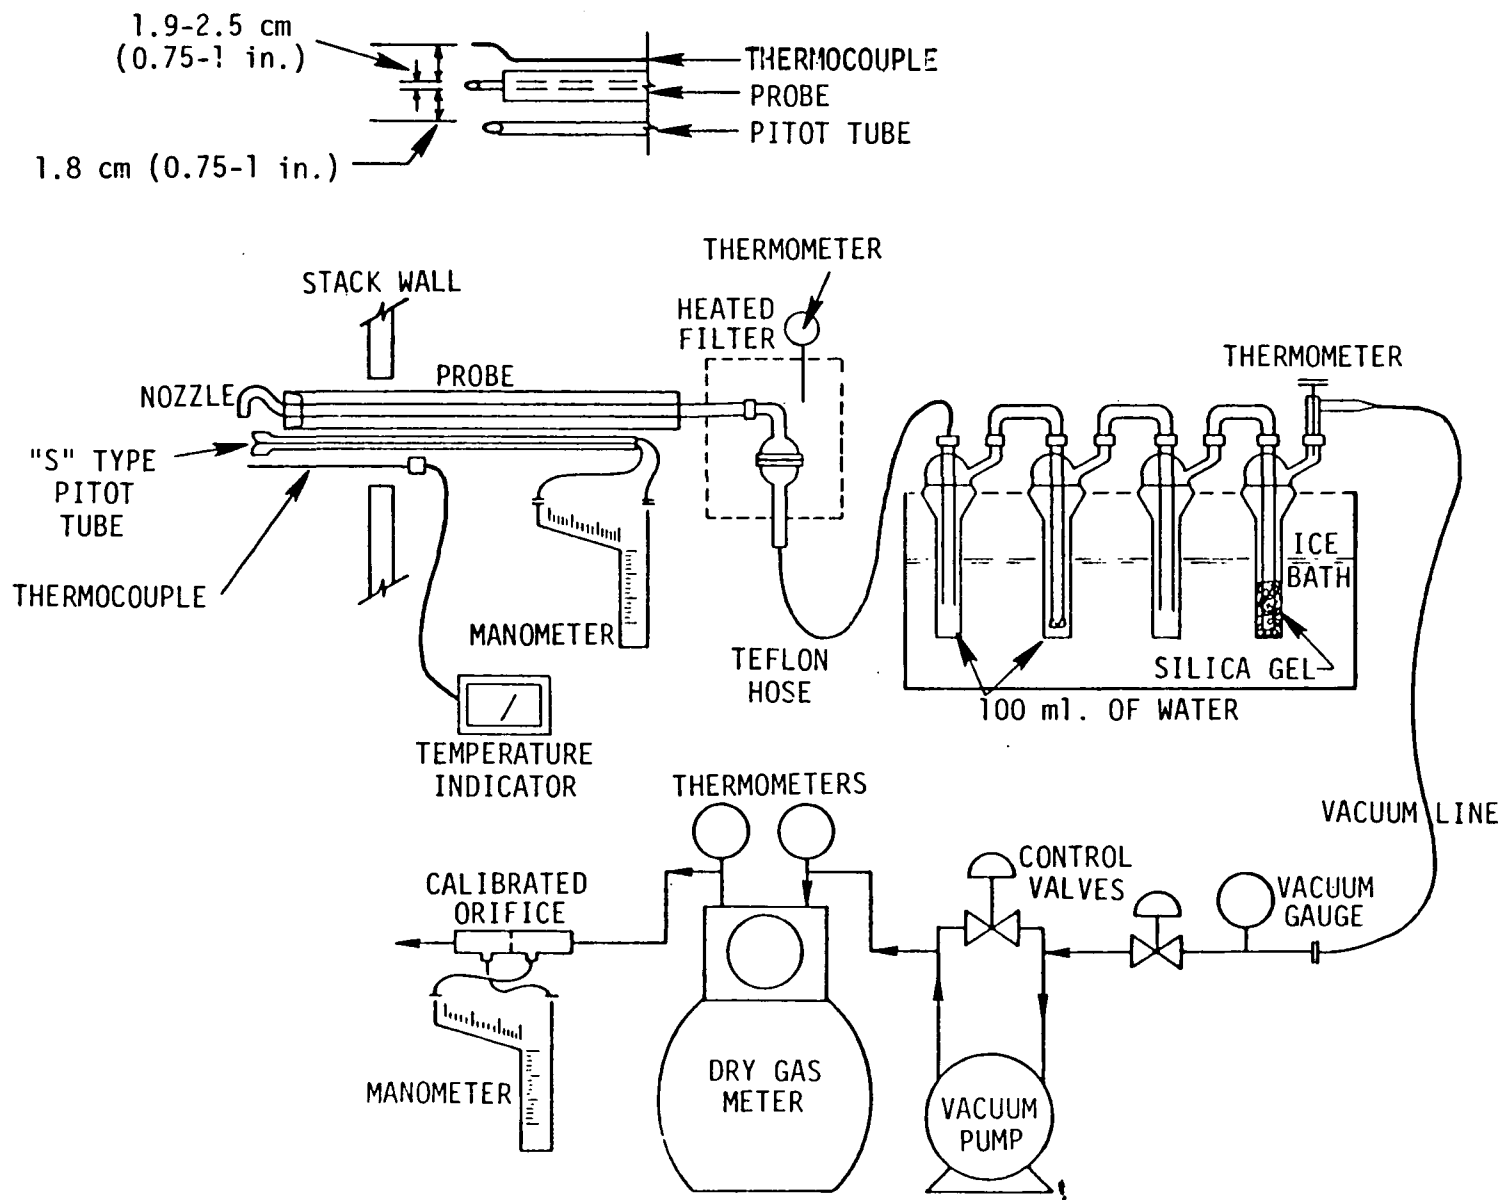 1.9-2.5 cm
(0.75-1 in.)
THERMOCOUPLE
PROBE
PITOT TUBE
1.8 cm (0.75-1 in.)
THERMOMETER
STACK WALL
HEATED
FILTER
THERMOMETER
PROBE
NOZZLE
"S" TYPE
PITOT
TUBE
ICE
BATH
THERMOCOUPLE
MANOMETER
TEFLON
HOSE
SILICA GEL
100 ml. OF WATER
TEMPERATURE
INDICATOR
THERMOMETERS
VACUUM LINE
CONTROL
VALVES
CALIBRATED
ORIFICE
VACUUM
GAUGE
DRY GAS
METER
MANOMETER
VACUUM
PUMP